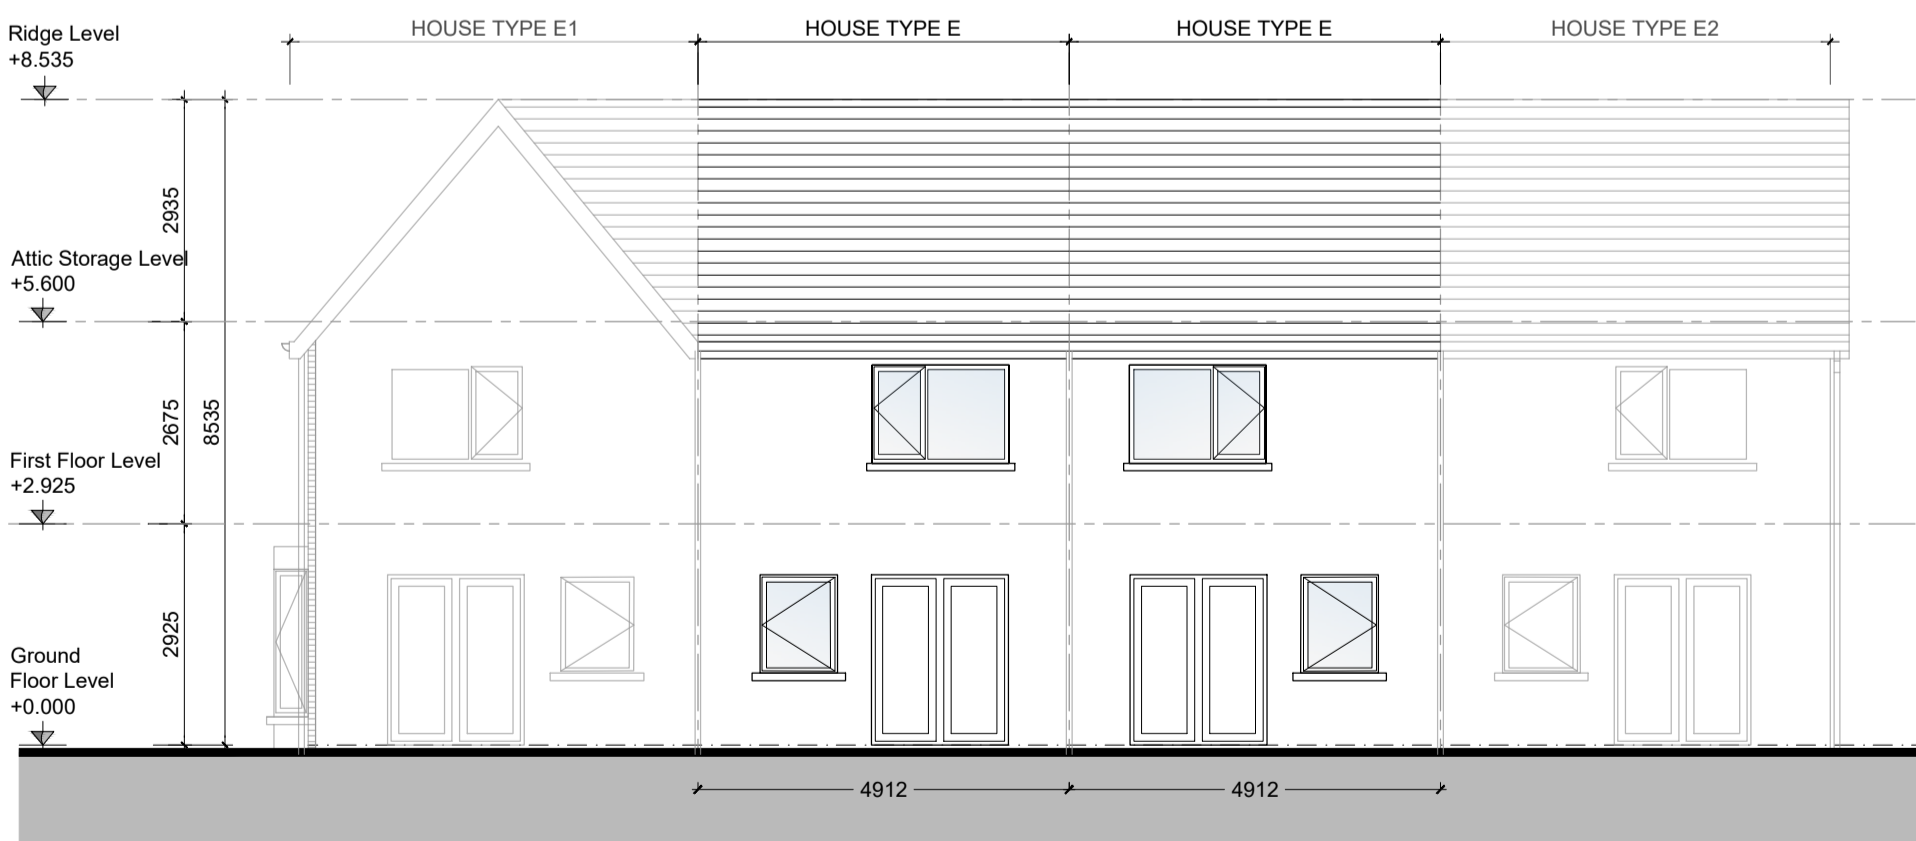 HOUSE TYPE E1
HOUSE TYPE E
HOUSE TYPE E
HOUSE TYPE E2
Ridge Level
+8.535
2935
Attic Storage Level
+5.600
2675
8535
First Floor Level
+2.925
2925
Ground
Floor Level
+0.000
4912
4912